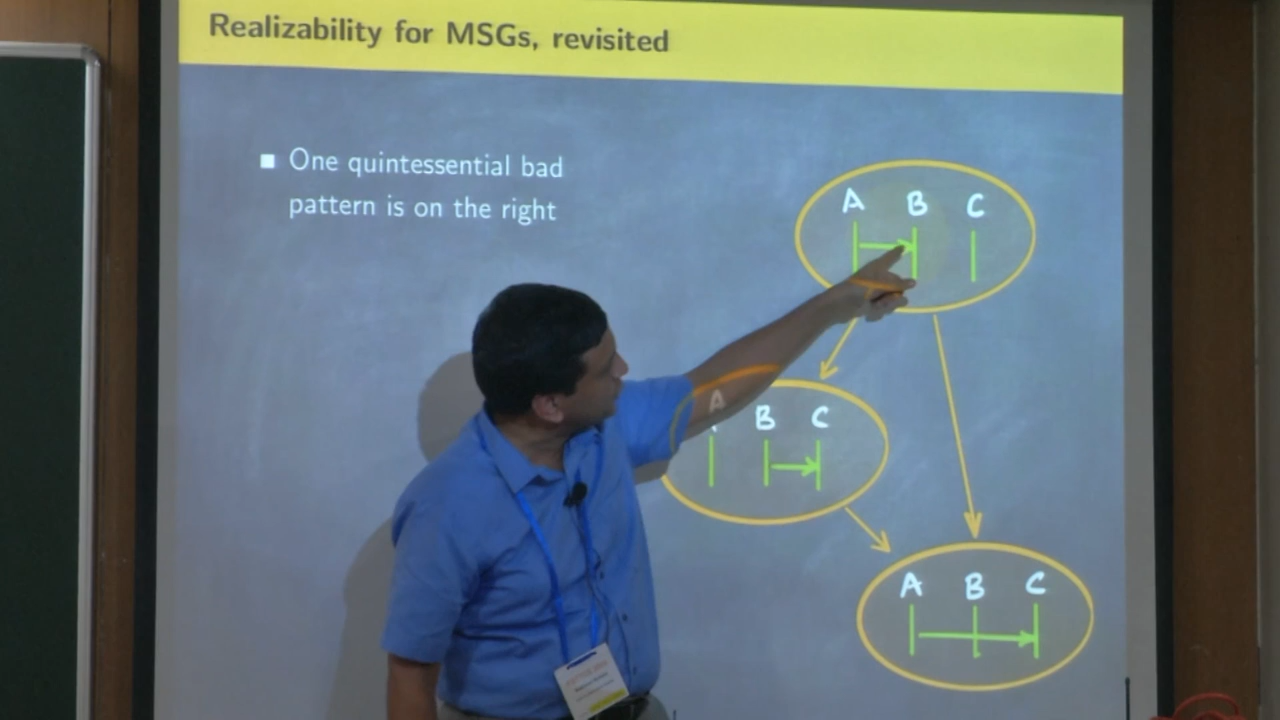 Realizability for MSGs, revisited
One quintessential bad
pattern is on the right
A B C
A B C
A B C